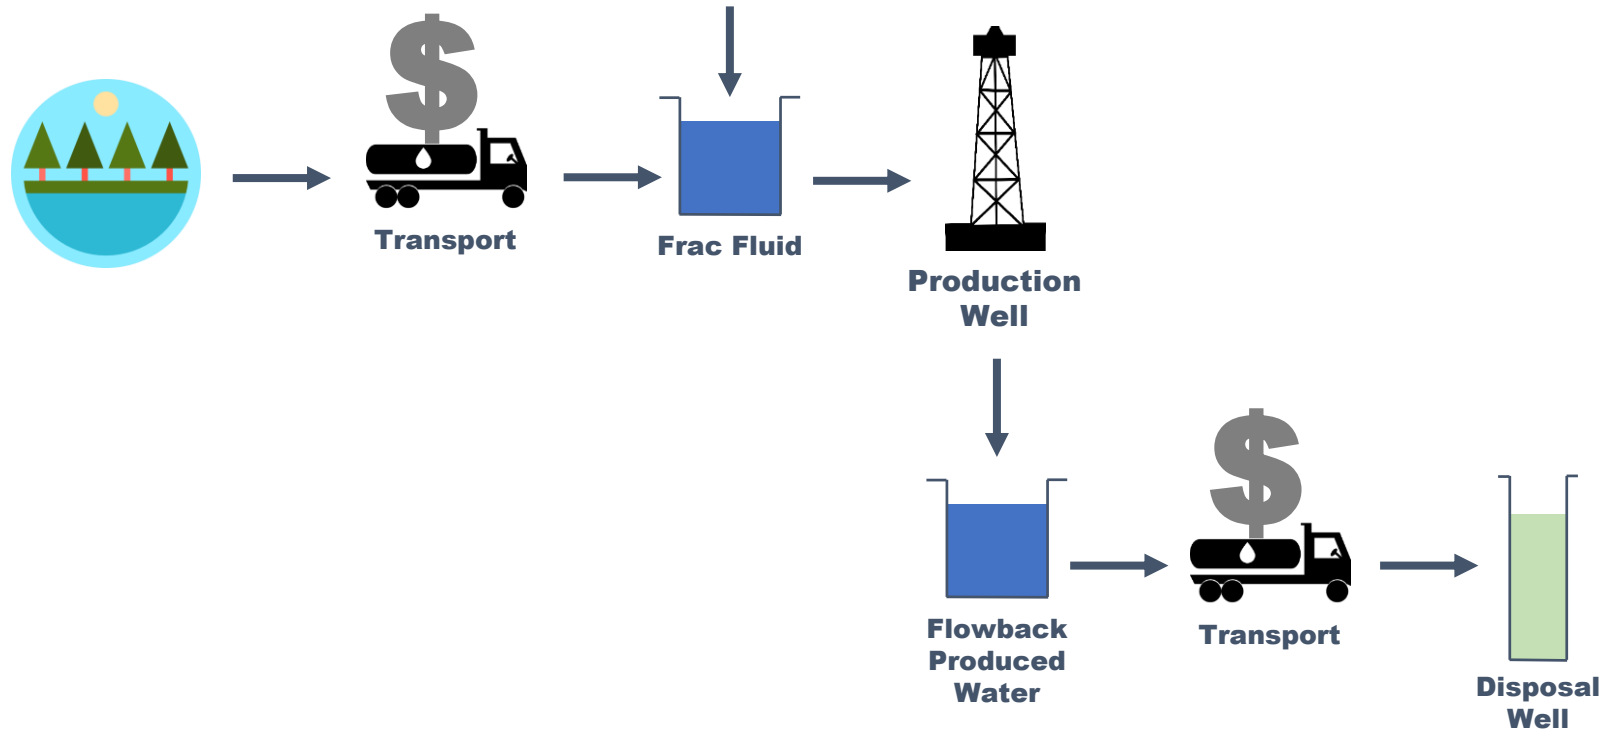 $
Transport
Frac Fluid
Production
Well
$
Flowback
Produced
Water
Transport
Disposal
Well